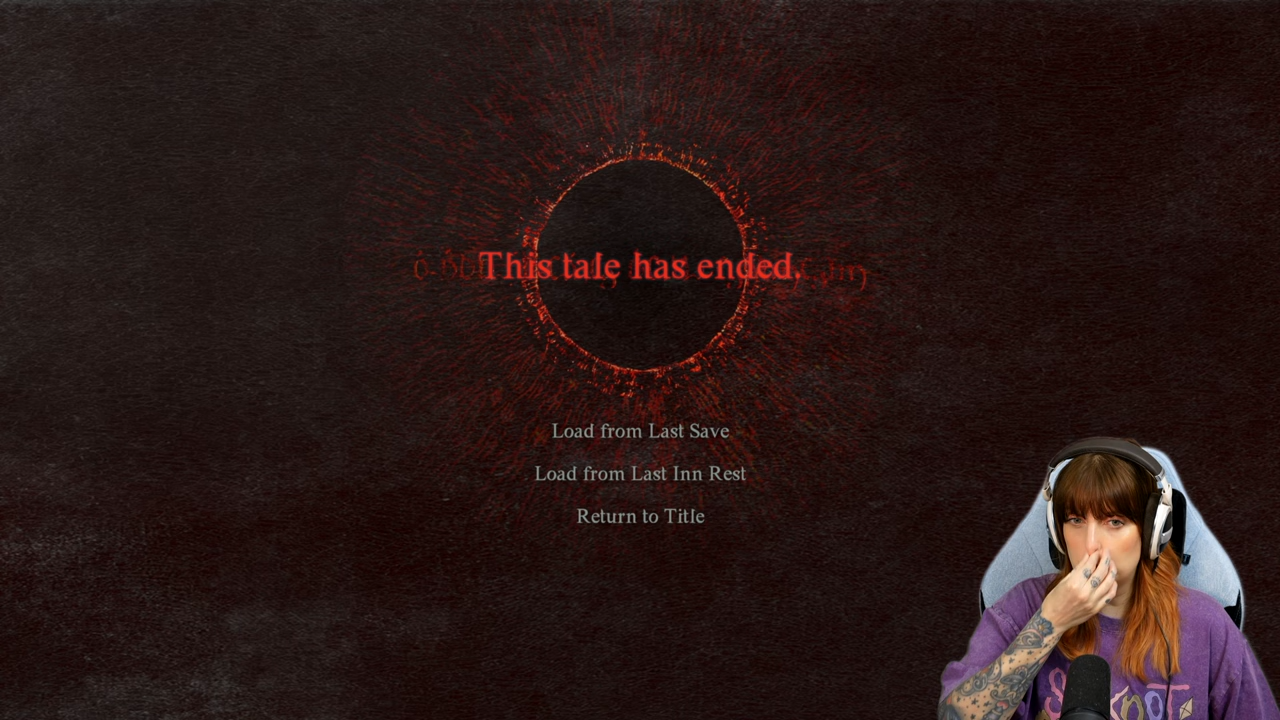 This tale has ended.
Load from Last Save
Load from Last Inn Rest
Return to Title